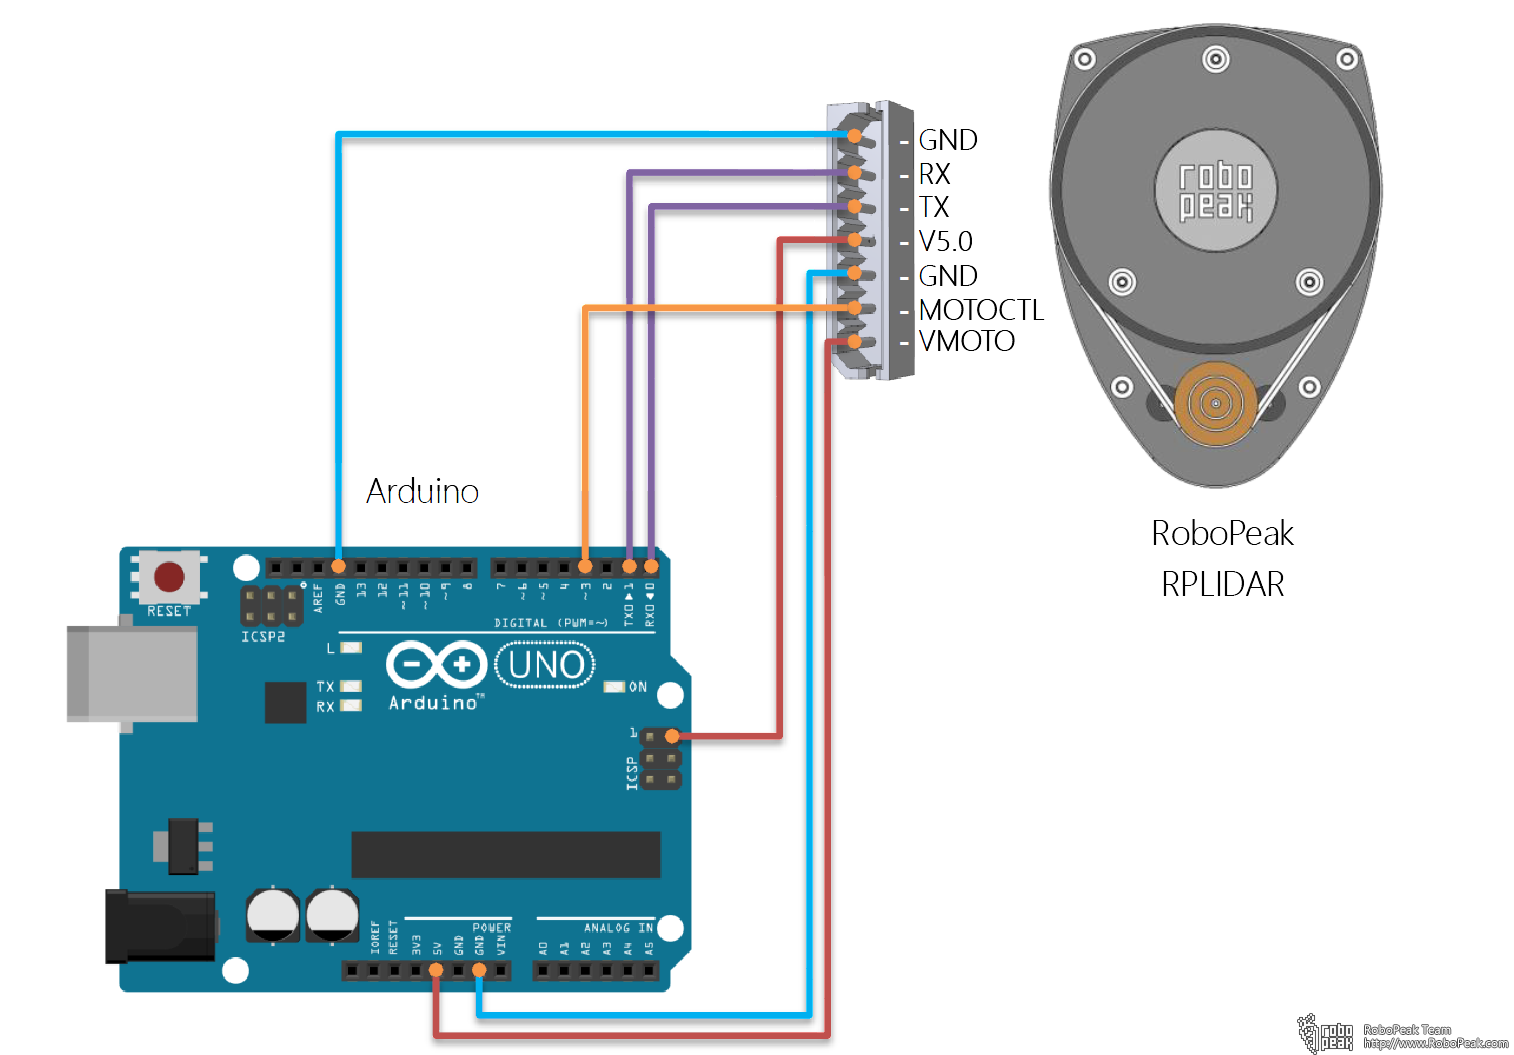 - GND
- RX
- TX
- V5.0
- GND
- MOTOCTL
- VMOTO
robo
peak
RoboPeak
RPLIDAR
Arduino
RESET
ICSP2
AREF
GND
13
12
~11
~10
~9
8
7
~6
~5
4
~3
2
TX0 ▶ 1
RX0 ◀ 0
DIGITAL (PWM=~)
L
TX
RX
UNO
Arduino™
ON
1
ICSP
IOREF
RESET
3V3
5V
GND
GND
VIN
POWER
ANALOG IN
A0
A1
A2
A3
A4
A5
robo
peak
RoboPeak Team
http://www.RoboPeak.com